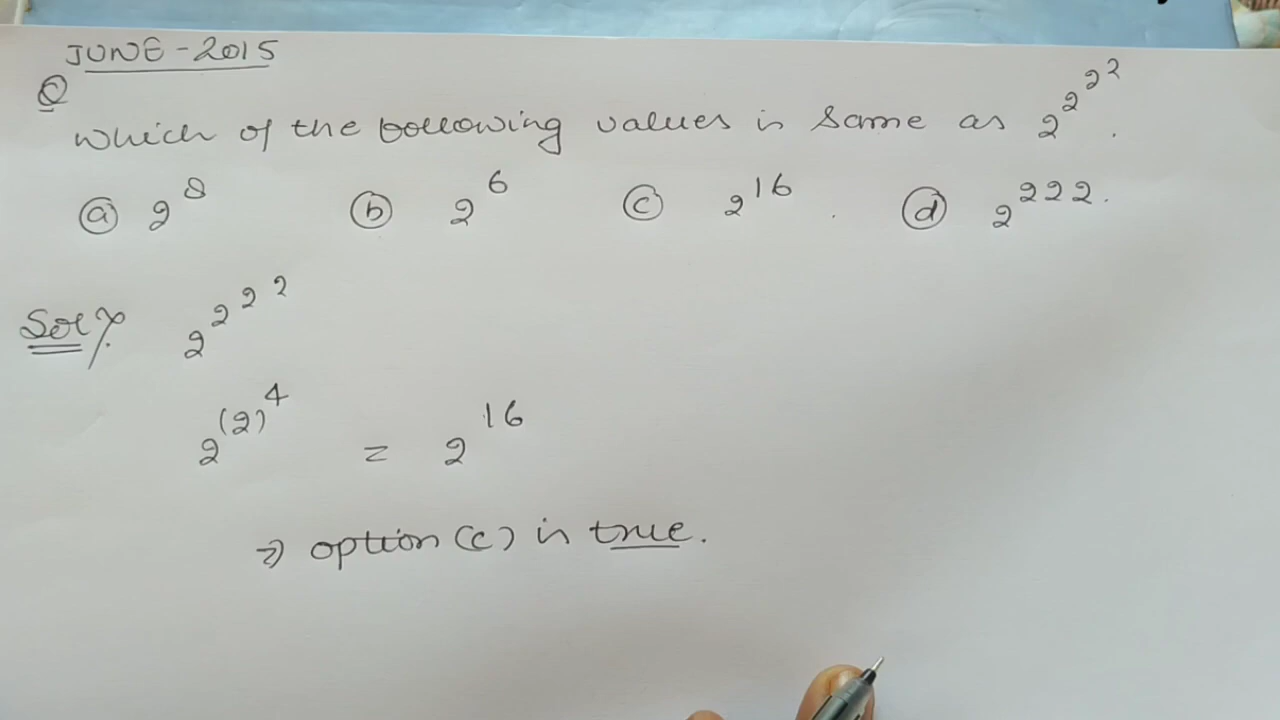 JUNE-2015
Q
which of the following values is same as 2^2^2^2.
(a) 2^8 (b) 2^6 (c) 2^16. (d) 2^222.
Sol^n/. 2^2^2^2
2^(2)^4 = 2^16
⇒ option (c) is true.